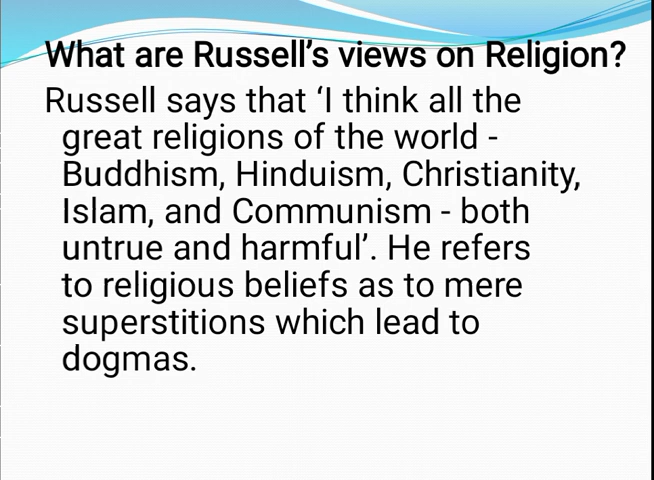 What are Russell’s views on Religion?
Russell says that ‘I think all the
great religions of the world -
Buddhism, Hinduism, Christianity,
Islam, and Communism - both
untrue and harmful’. He refers
to religious beliefs as to mere
superstitions which lead to
dogmas.